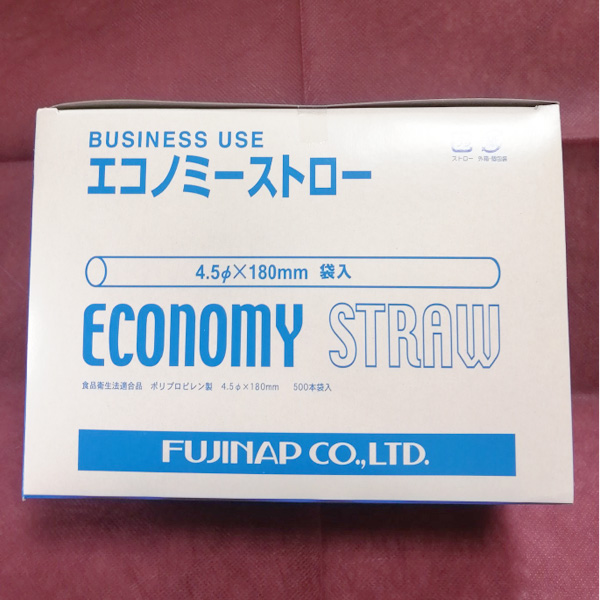 BUSINESS USE
エコノミーストロー
ストロー 外箱・個包装
4.5φ×180mm 袋入
ECONOMY STRAW
食品衛生法適合品 ポリプロピレン製 4.5φ×180mm 500本袋入
FUJINAP CO.,LTD.